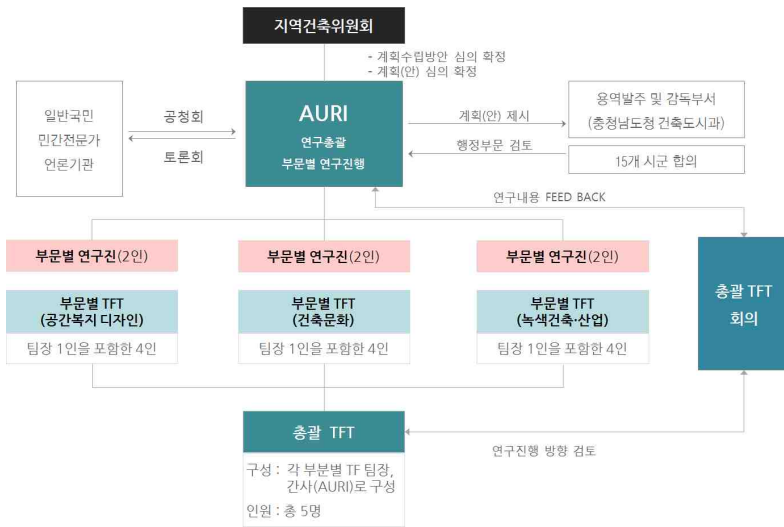 지역건축위원회
- 계획수립방안 심의 확정
- 계획(안) 심의 확정
일반국민
민간전문가
언론기관
공청회
토론회
AURI
연구총괄
부문별 연구진행
계획(안) 제시
행정부문 검토
용역발주 및 감독부서
(충청남도청 건축도시과)
15개 시군 합의
연구내용 FEED BACK
부문별 연구진(2인)
부문별 연구진(2인)
부문별 연구진(2인)
부문별 TFT
(공간복지 디자인)
팀장 1인을 포함한 4인
부문별 TFT
(건축문화)
팀장 1인을 포함한 4인
부문별 TFT
(녹색건축·산업)
팀장 1인을 포함한 4인
총괄 TFT
회의
총괄 TFT
구성 : 각 부분별 TF 팀장,
간사(AURI)로 구성
인원 : 총 5명
연구진행 방향 검토